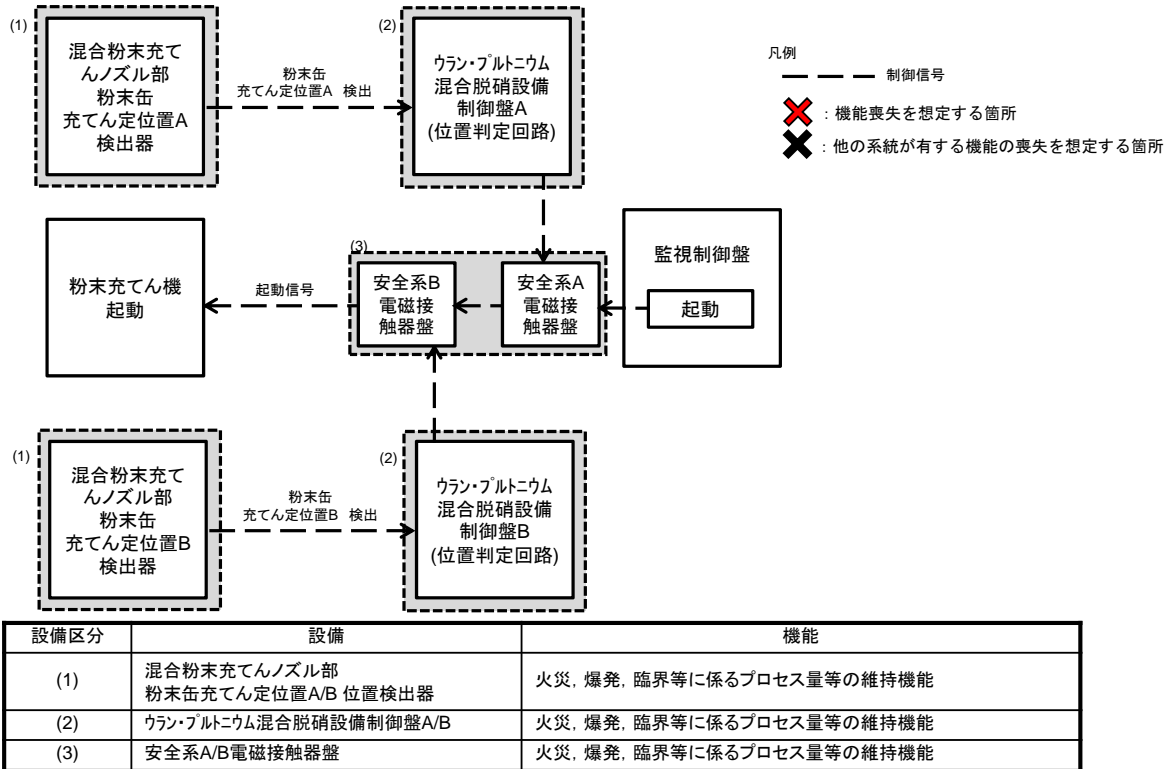 (1)
混合粉末充て
んノズル部
粉末缶
充てん定位置A
検出器
粉末缶
充てん定位置A 検出
(2)
ウラン・プルトニウム
混合脱硝設備
制御盤A
(位置判定回路)
凡例
制御信号
：機能喪失を想定する箇所
：他の系統が有する機能の喪失を想定する箇所
粉末充てん機
起動
起動信号
(3)
安全系B
電磁接
触器盤
安全系A
電磁接
触器盤
監視制御盤
起動
(1)
混合粉末充て
んノズル部
粉末缶
充てん定位置B
検出器
粉末缶
充てん定位置B 検出
(2)
ウラン・プルトニウム
混合脱硝設備
制御盤B
(位置判定回路)
設備区分 設備 機能
(1) 混合粉末充てんノズル部
粉末缶充てん定位置A/B 位置検出器 火災，爆発，臨界等に係るプロセス量等の維持機能
(2) ウラン・プルトニウム混合脱硝設備制御盤A/B 火災，爆発，臨界等に係るプロセス量等の維持機能
(3) 安全系A/B電磁接触器盤 火災，爆発，臨界等に係るプロセス量等の維持機能